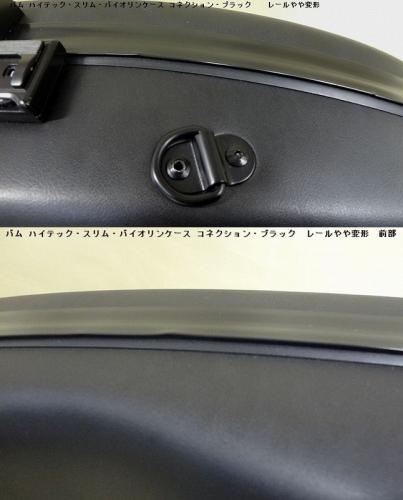 バム ハイテック・スリム・バイオリンケース コネクション・ブラック　レールやや変形
バム ハイテック・スリム・バイオリンケース コネクション・ブラック　レールやや変形　前部